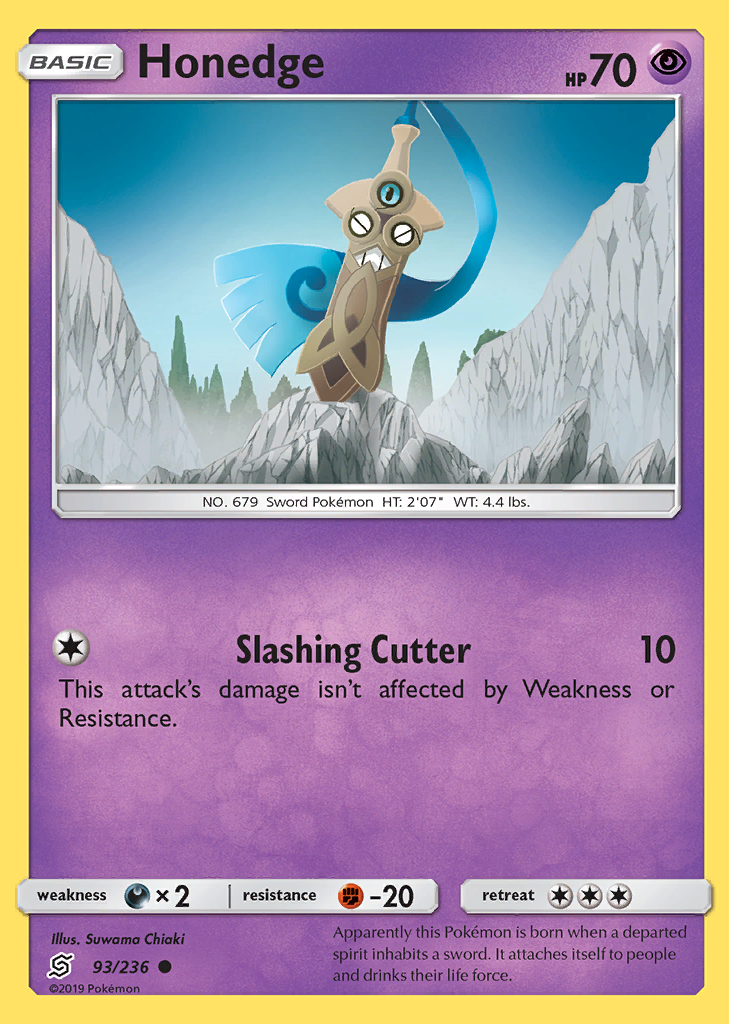 BASIC Honedge HP70
NO. 679 Sword Pokémon HT: 2'07" WT: 4.4 lbs.
Slashing Cutter 10
This attack's damage isn't affected by Weakness or
Resistance.
weakness ×2 resistance -20 retreat
Illus. Suwama Chiaki
93/236
©2019 Pokémon
Apparently this Pokémon is born when a departed
spirit inhabits a sword. It attaches itself to people
and drinks their life force.